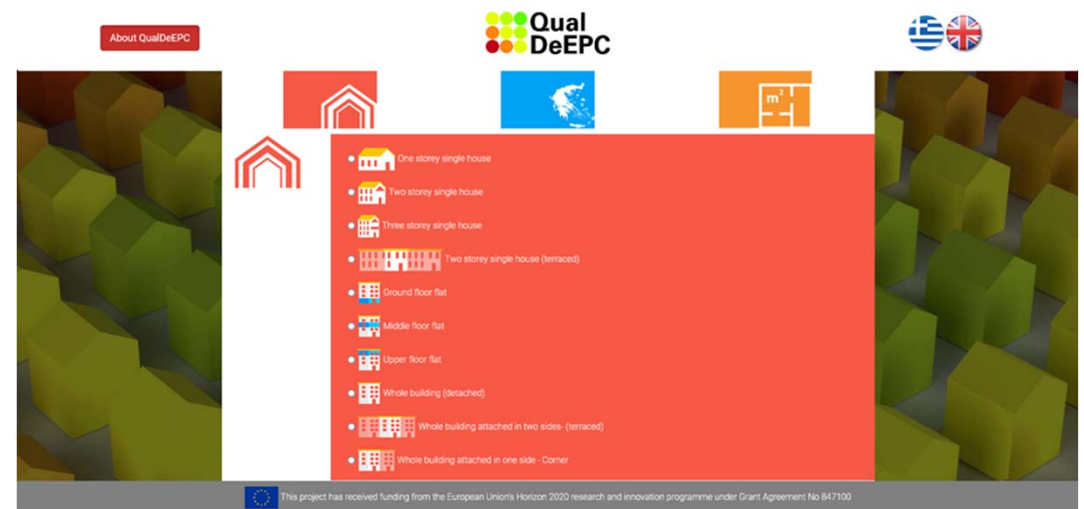 About QualDeEPC
Qual
DeEPC
m²
One storey single house
Two storey single house
Three storey single house
Two storey single house (terraced)
Ground floor flat
Middle floor flat
Upper floor flat
Whole building (detached)
Whole building attached in two sides- (terraced)
Whole building attached in one side - Corner
This project has received funding from the European Union's Horizon 2020 research and innovation programme under Grant Agreement No 847100